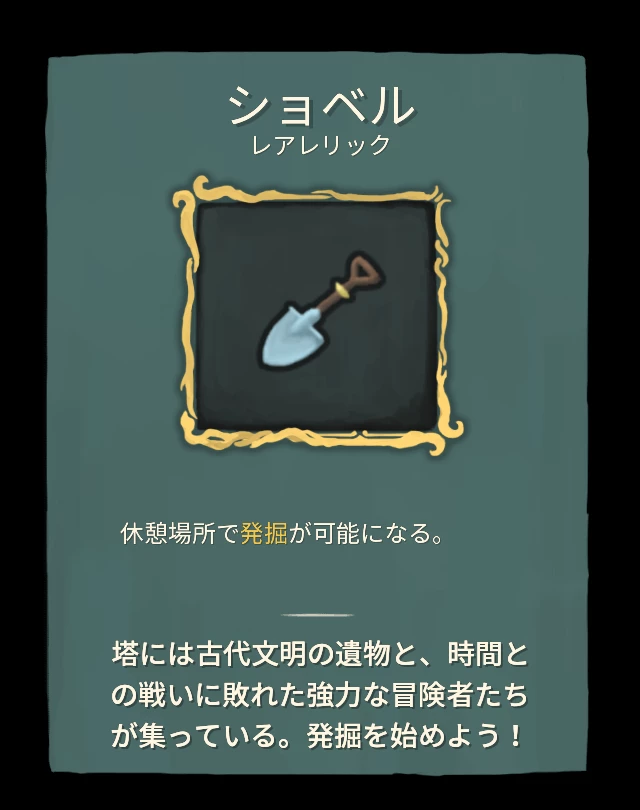 ショベル
レアレリック
休憩場所で発掘が可能になる。
塔には古代文明の遺物と、時間と
の戦いに敗れた強力な冒険者たち
が集っている。発掘を始めよう！